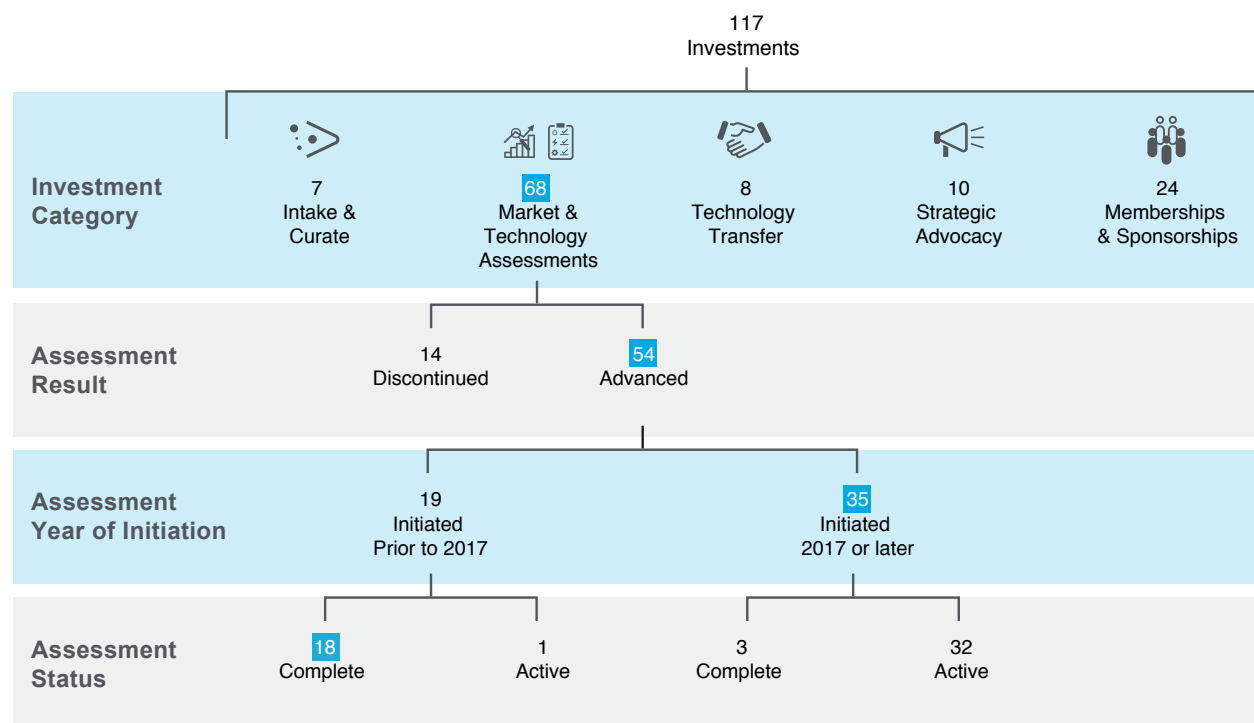 117
Investments
Investment
Category
7
Intake &
Curate
68
Market &
Technology
Assessments
8
Technology
Transfer
10
Strategic
Advocacy
24
Memberships
& Sponsorships
Assessment
Result
14
Discontinued
54
Advanced
Assessment
Year of Initiation
19
Initiated
Prior to 2017
35
Initiated
2017 or later
Assessment
Status
18
Complete
1
Active
3
Complete
32
Active